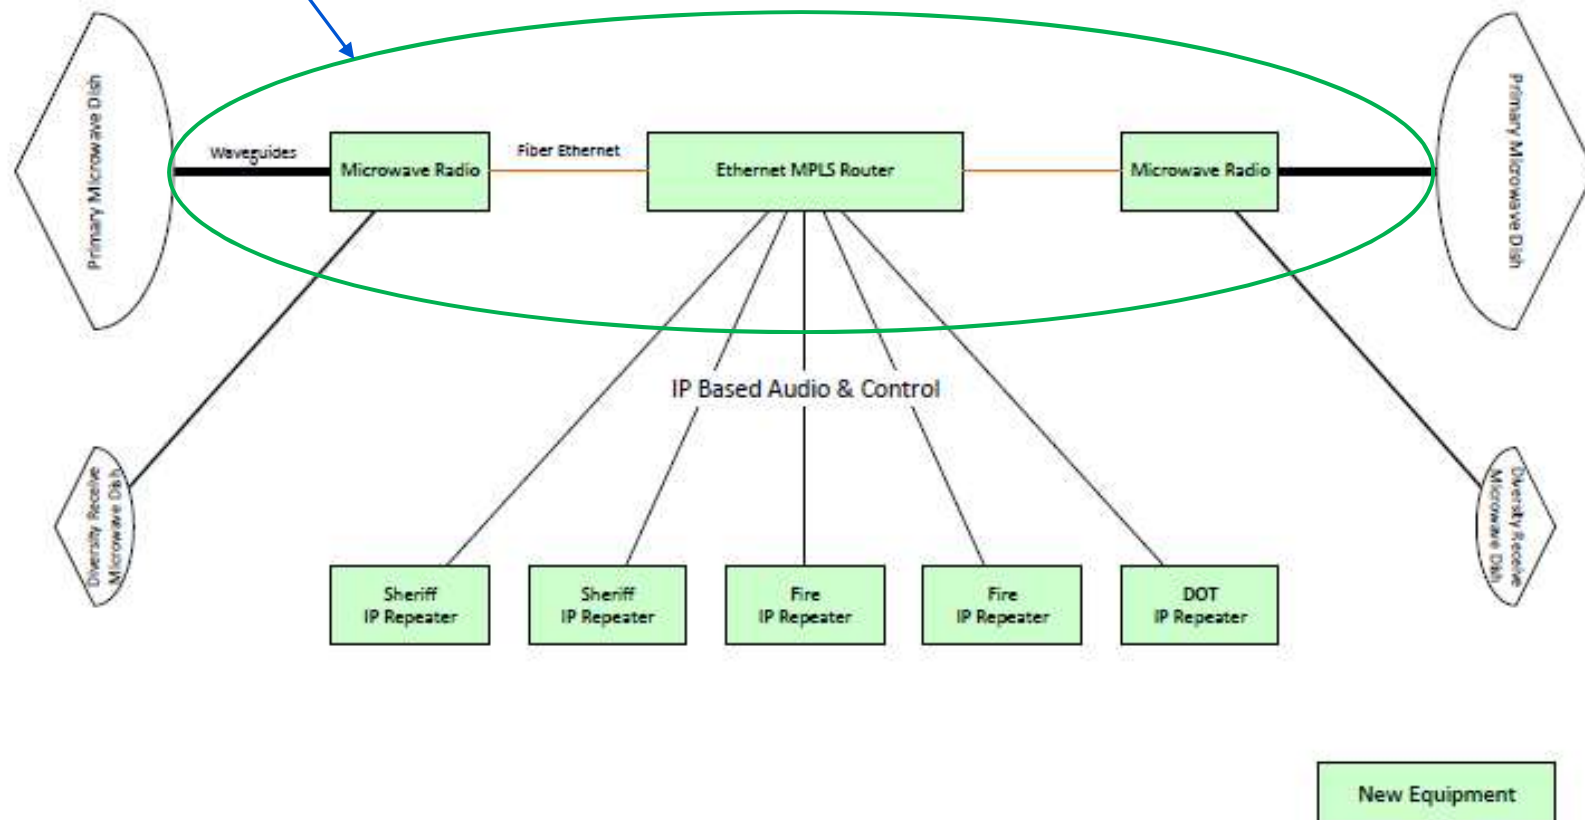 Primary Microwave Dish
Waveguides
Microwave Radio
Fiber Ethernet
Ethernet MPLS Router
Microwave Radio
Primary Microwave Dish
IP Based Audio & Control
Diversity Receive
Microwave Dish
Diversity Receive
Microwave Dish
Sheriff
IP Repeater
Sheriff
IP Repeater
Fire
IP Repeater
Fire
IP Repeater
DOT
IP Repeater
New Equipment